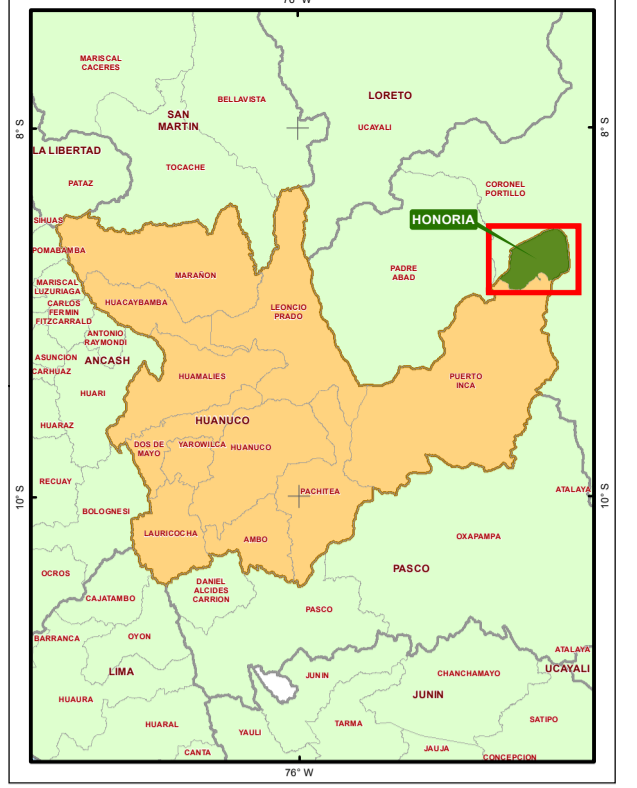 76° W
MARISCAL
CACERES
BELLAVISTA
LORETO
SAN
MARTIN
UCAYALI
8° S
8° S
LA LIBERTAD
TOCACHE
PATAZ
CORONEL
PORTILLO
SIHUAS
HONORIA
POMABAMBA
MARAÑON
PADRE
ABAD
MARISCAL
LUZURIAGA
HUACAYBAMBA
CARLOS
FERMIN
FITZCARRALD
LEONCIO
PRADO
ANTONIO
RAYMONDI
ASUNCION
ANCASH
CARHUAZ
HUAMALIES
PUERTO
INCA
HUARI
HUANUCO
HUARAZ
DOS DE
MAYO
YAROWILCA
HUANUCO
RECUAY
PACHITEA
ATALAYA
10° S
10° S
BOLOGNESI
LAURICOCHA
AMBO
OXAPAMPA
OCROS
PASCO
DANIEL
ALCIDES
CARRION
CAJATAMBO
PASCO
BARRANCA
OYON
ATALAYA
LIMA
UCAYALI
JUNIN
CHANCHAMAYO
JUNIN
HUAURA
HUARAL
TARMA
SATIPO
YAULI
CANTA
JAUJA
CONCEPCION
76° W